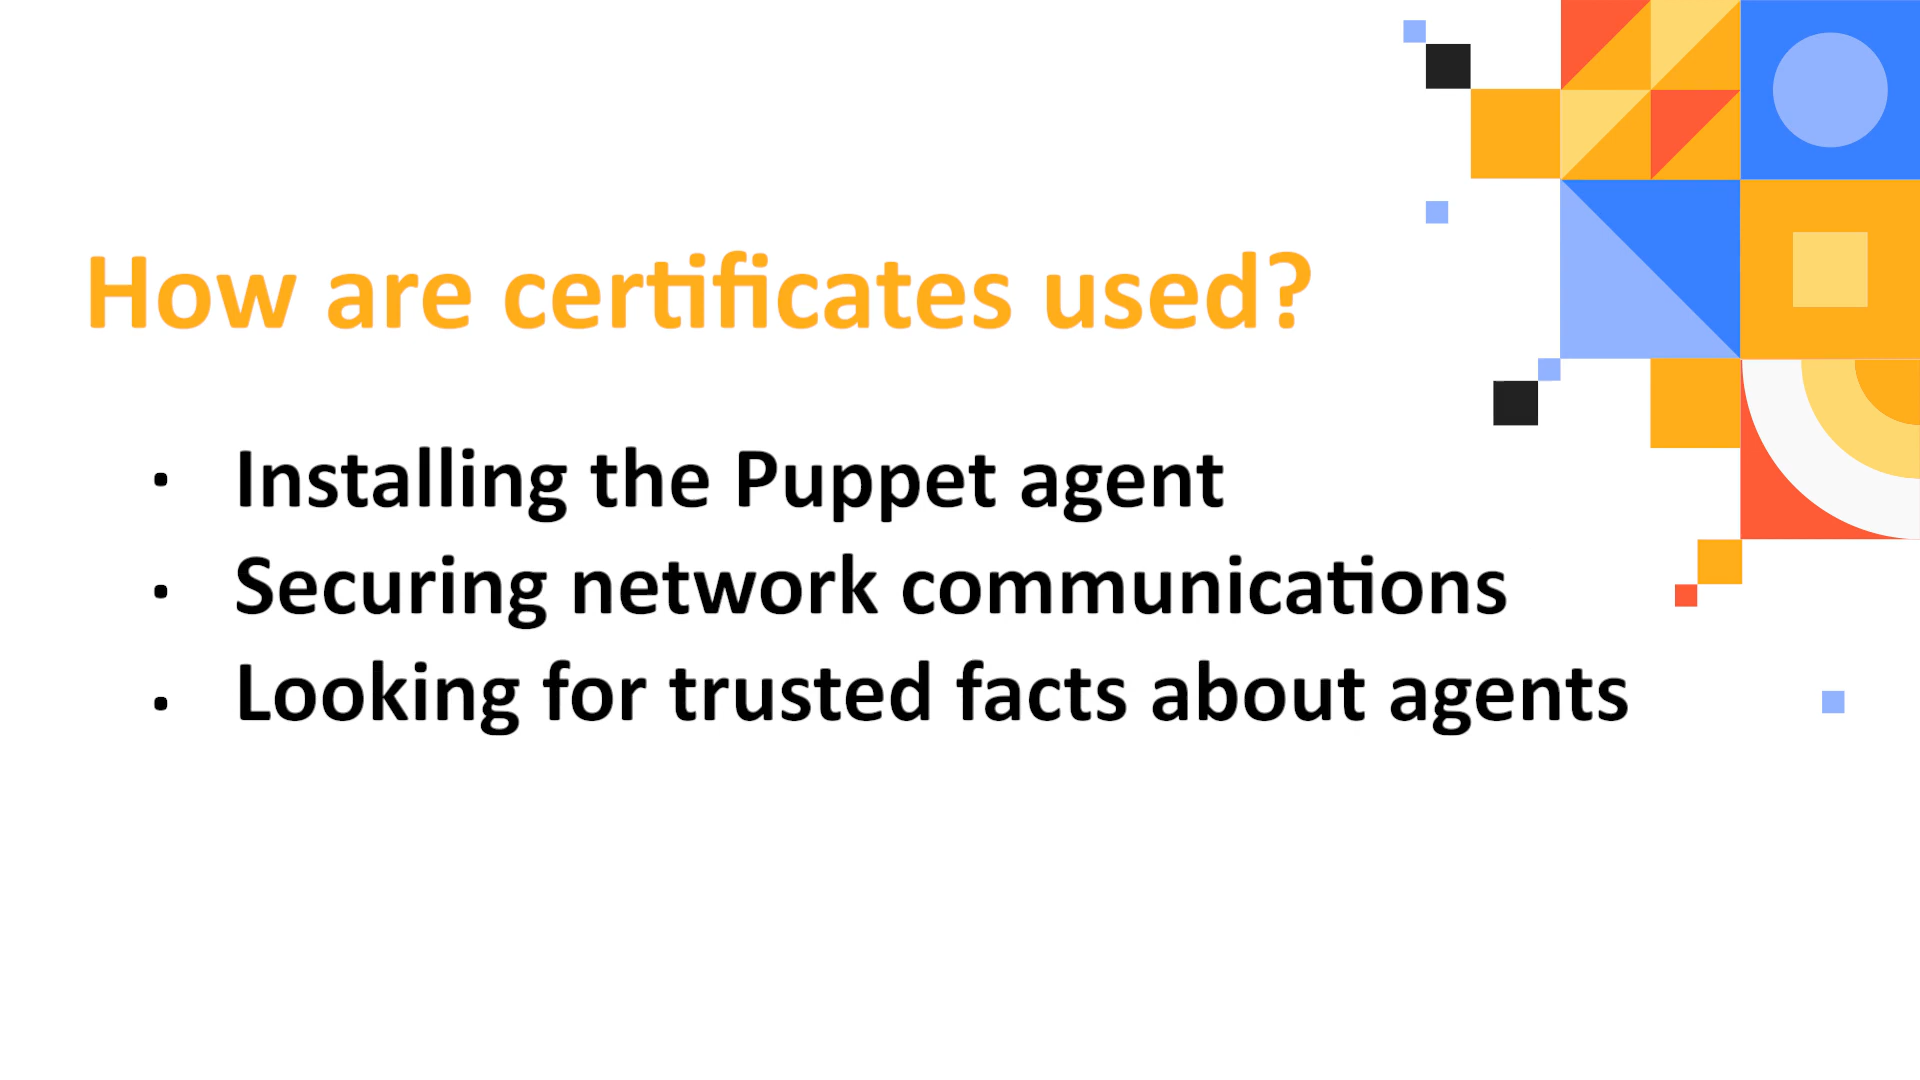 How are certificates used?
· Installing the Puppet agent
· Securing network communications
· Looking for trusted facts about agents